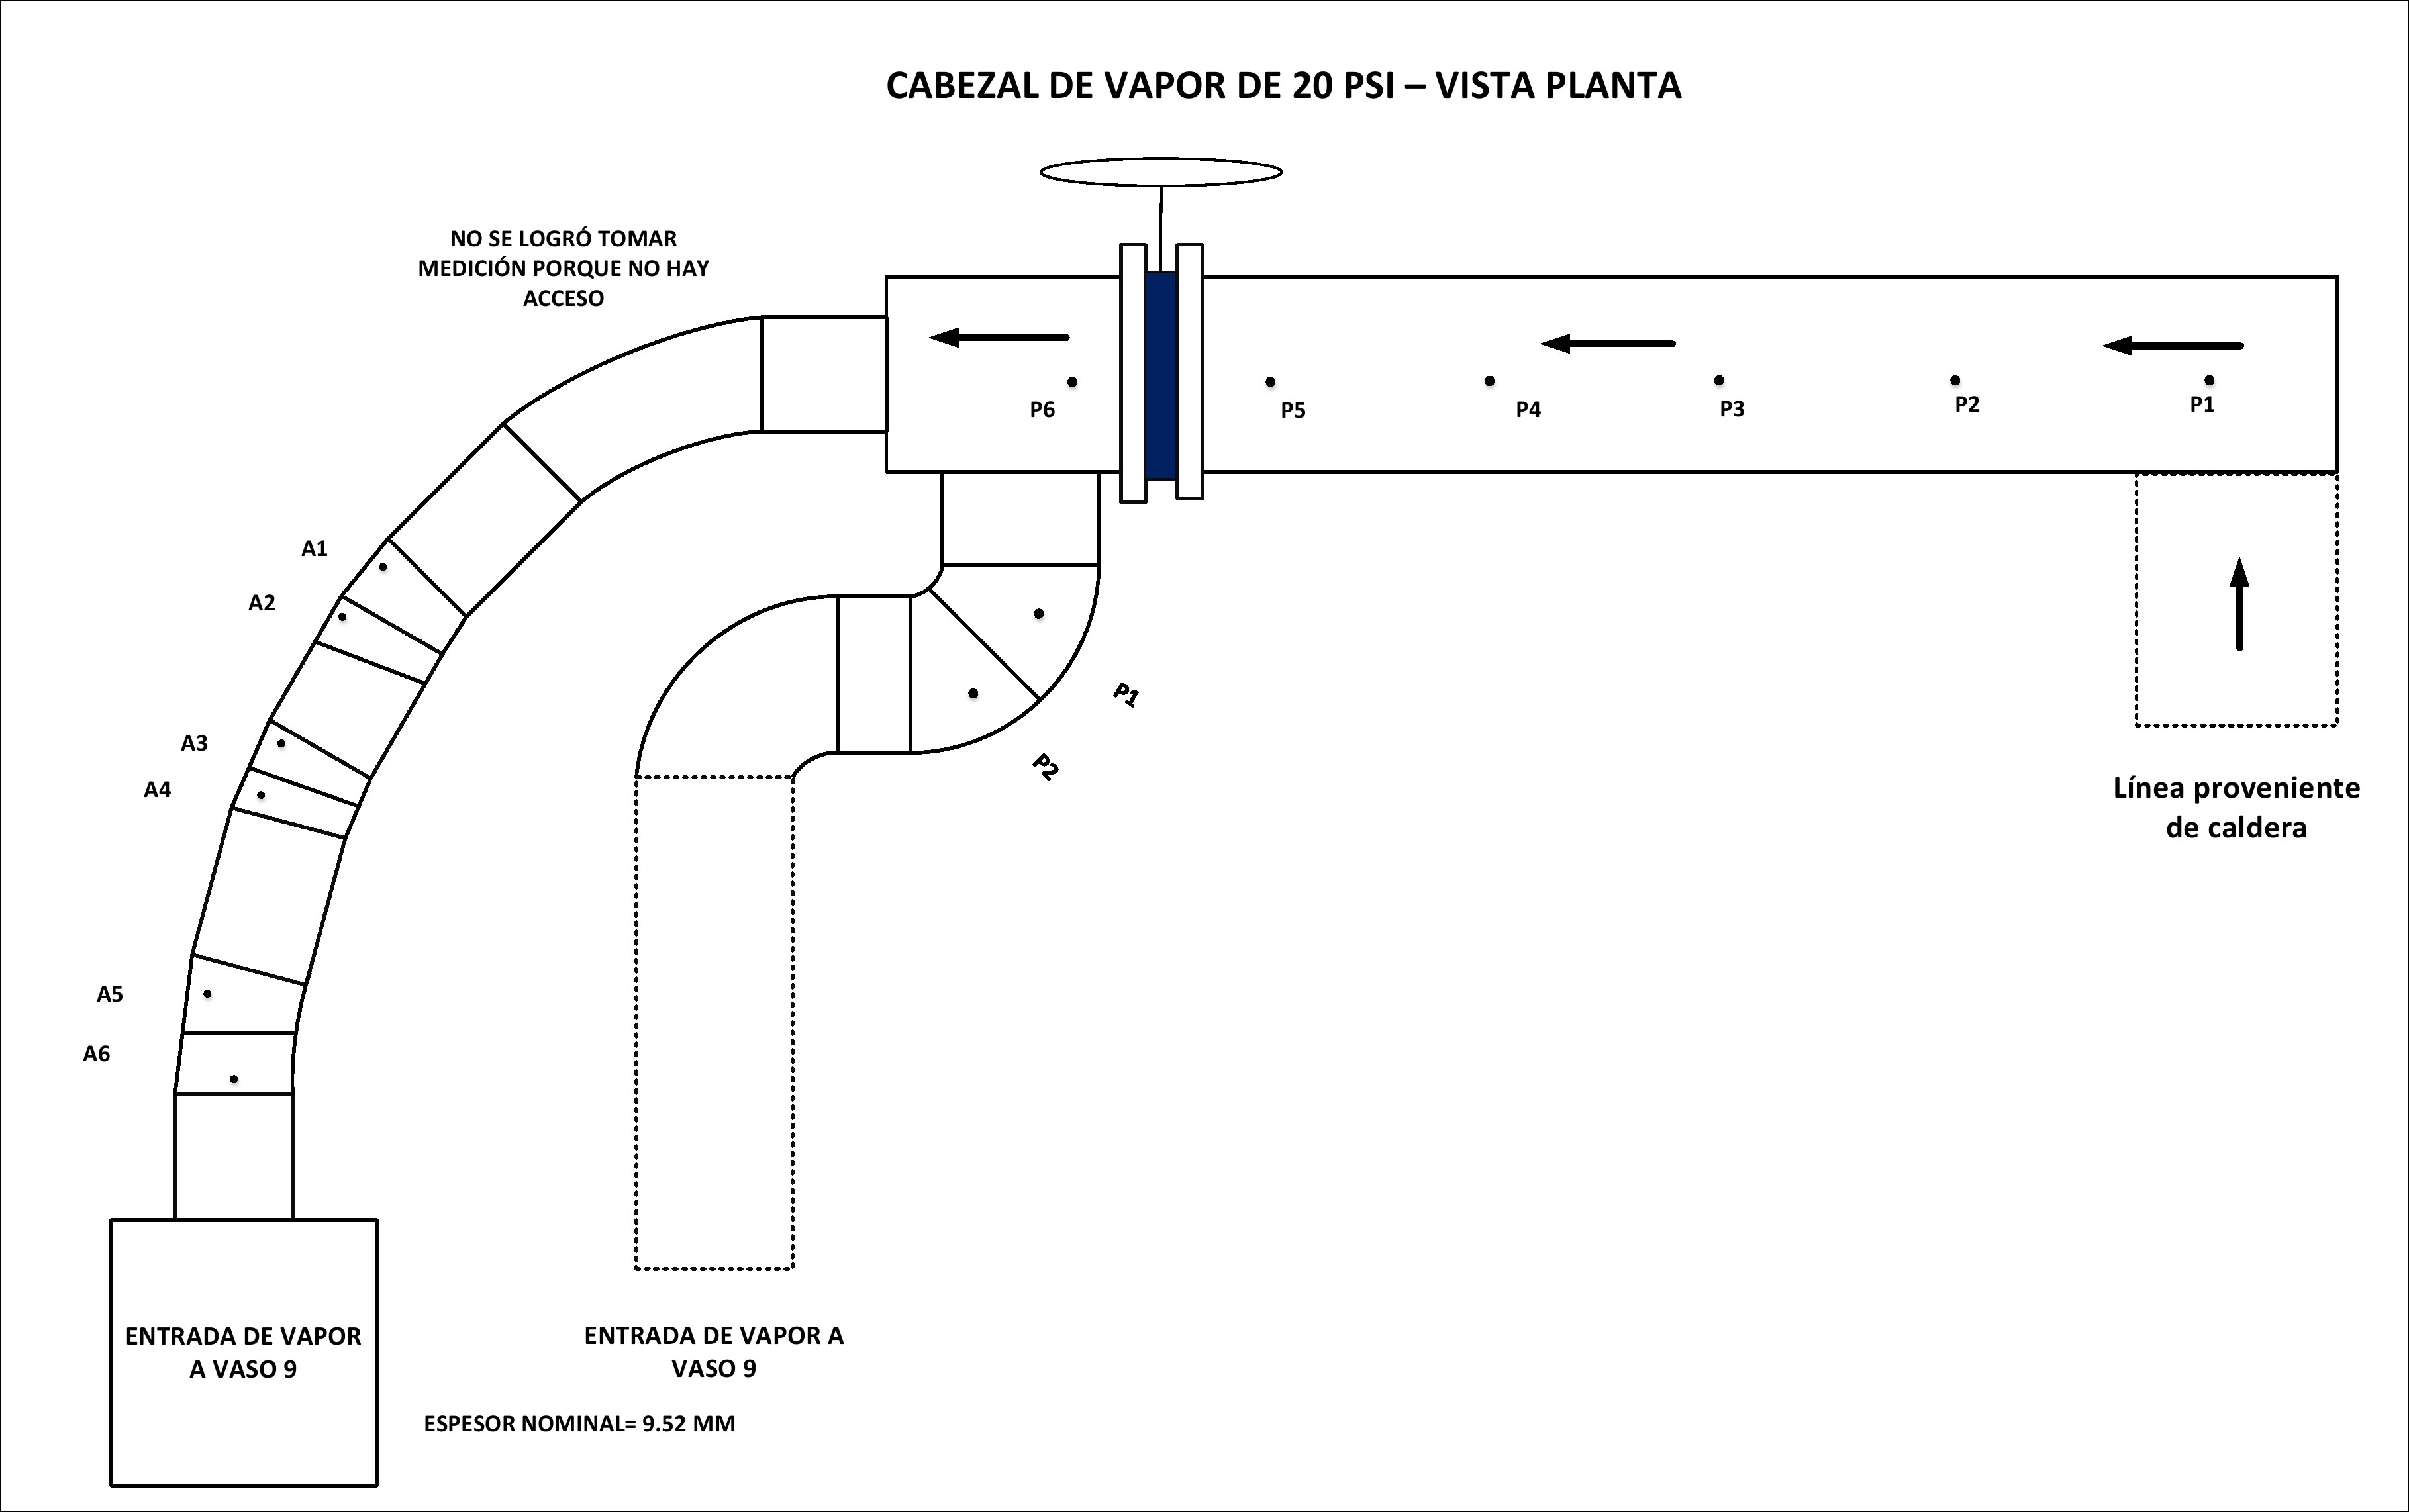 CABEZAL DE VAPOR DE 20 PSI – VISTA PLANTA
NO SE LOGRÓ TOMAR
MEDICIÓN PORQUE NO HAY
ACCESO
P6
P5
P4
P3
P2
P1
A1
A2
A3
A4
A5
A6
P1
P2
Línea proveniente
de caldera
ENTRADA DE VAPOR
A VASO 9
ENTRADA DE VAPOR A
VASO 9
ESPESOR NOMINAL= 9.52 MM